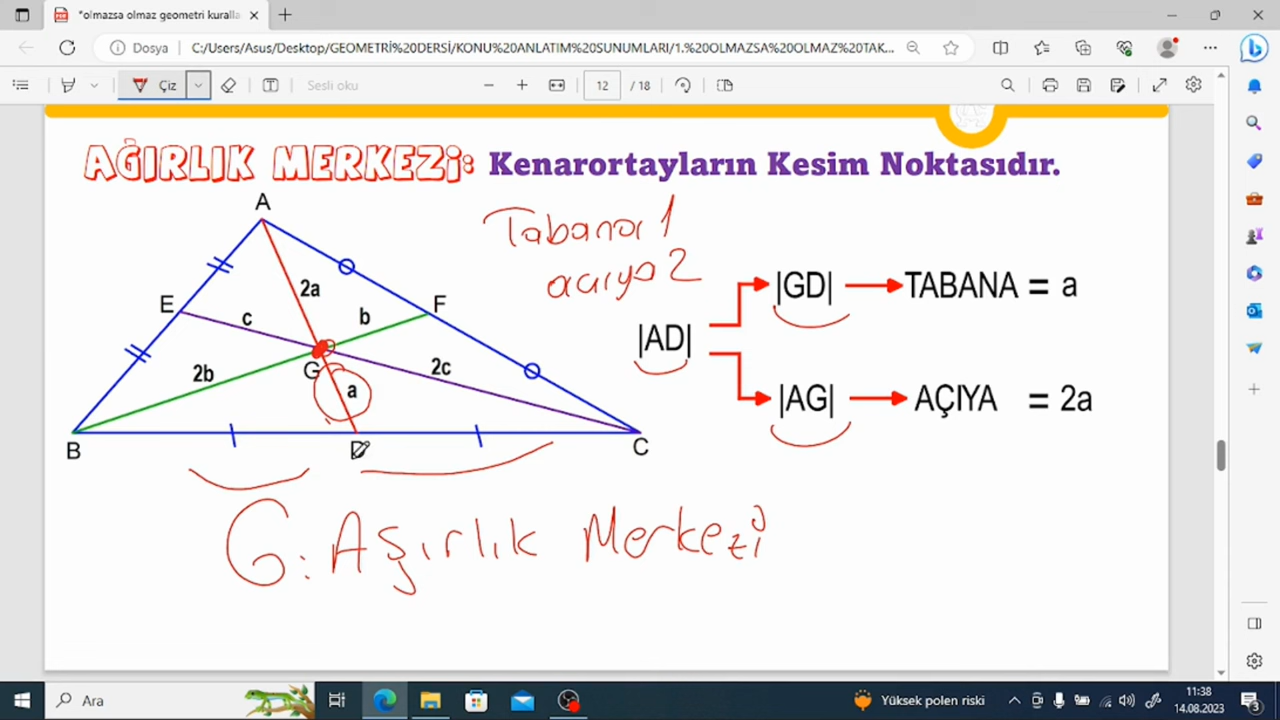 *olmazsa olmaz geometri kuralla
Dosya
C:/Users/Asus/Desktop/GEOMETRİ%20DERSİ/KONU%20ANLATIM%20SUNUMLARI/1.%20OLMAZSA%20OLMAZ%20TAK...
Çiz
Sesli oku
12 / 18
AĞIRLIK MERKEZİ: Kenarortayların Kesim Noktasıdır.
A
Tabana 1
açıya 2
E
F
2a
c
b
2b
2c
G
a
B
D
C
|AD|
|GD| TABANA = a
|AG| AÇIYA = 2a
G: Ağırlık Merkezi
Ara
Yüksek polen riski
11:38
14.08.2023
3